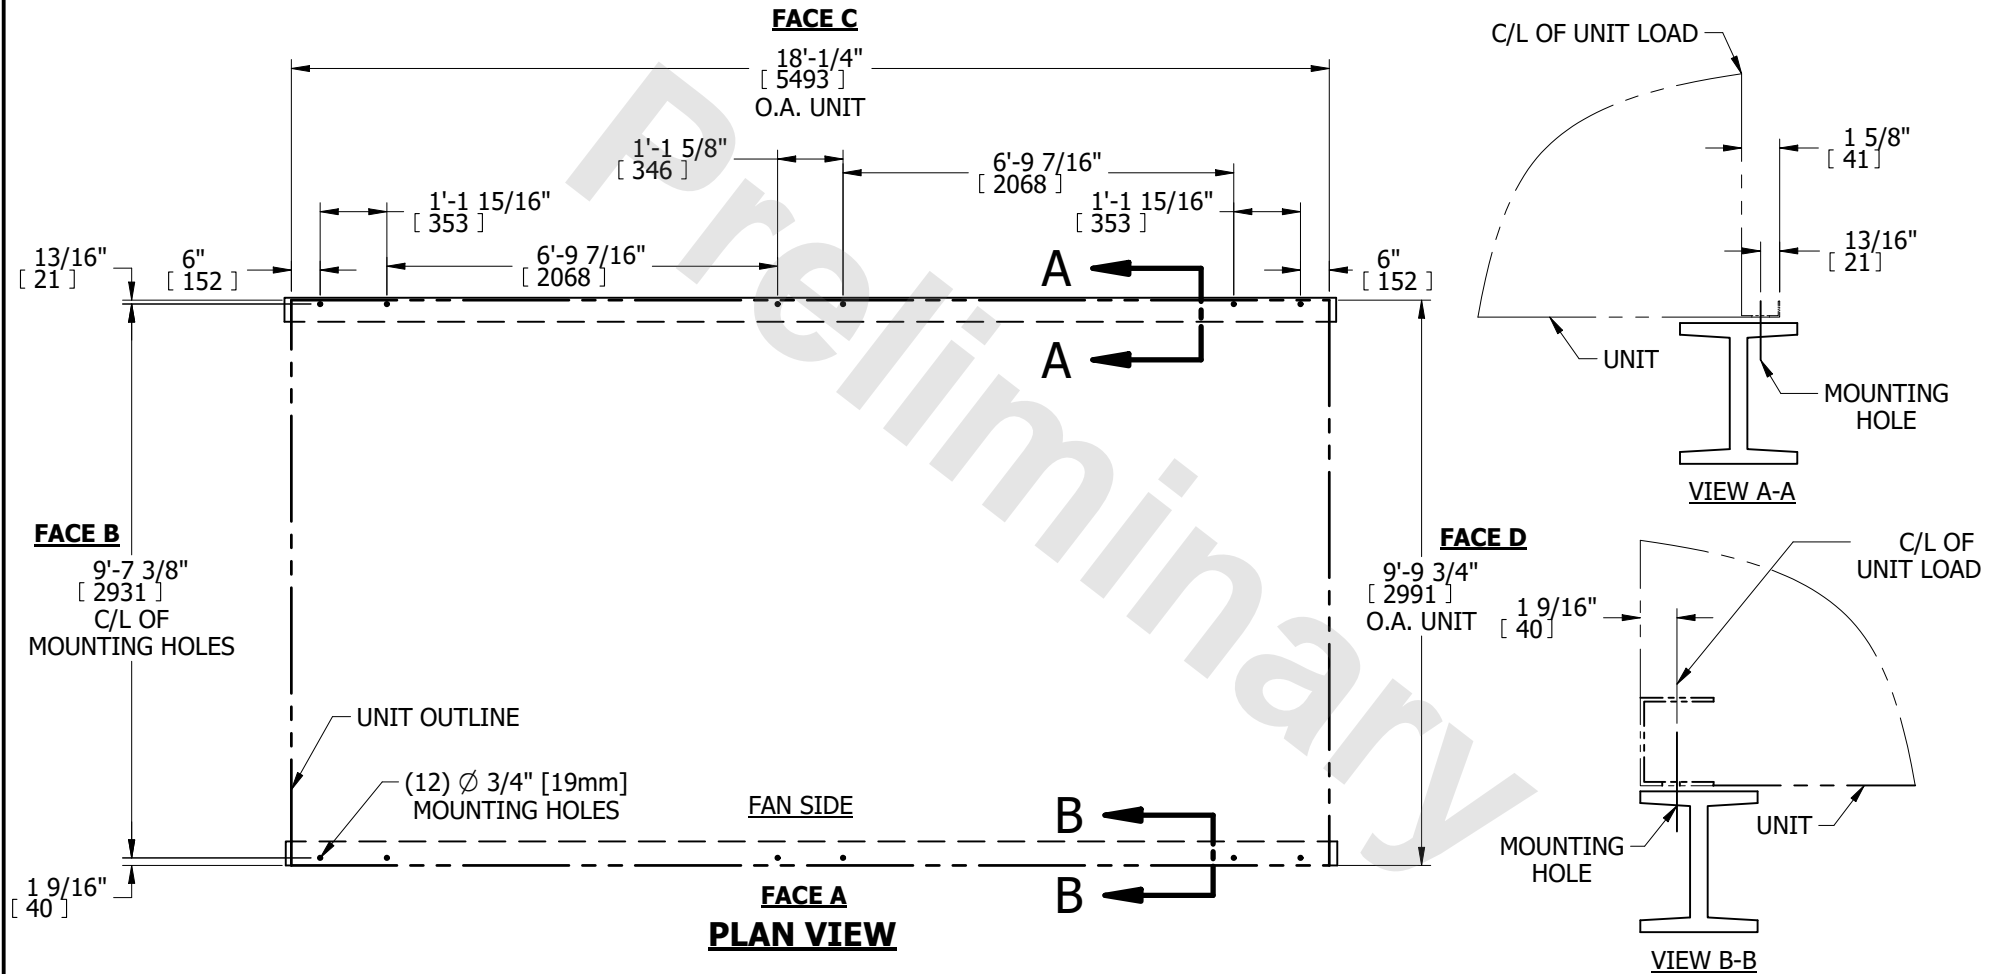 FACE C
18'-1/4"
[ 5493 ]
O.A. UNIT
1'-1 5/8"
[ 346 ]
6'-9 7/16"
[ 2068 ]
1'-1 15/16"
[ 353 ]
1'-1 15/16"
[ 353 ]
13/16"
[ 21 ]
6"
[ 152 ]
6'-9 7/16"
[ 2068 ]
A
6"
[ 152 ]
A
Preliminary
FACE B
9'-7 3/8"
[ 2931 ]
C/L OF
MOUNTING HOLES
FACE D
9'-9 3/4"
[ 2991 ]
O.A. UNIT
UNIT OUTLINE
(12) Ø 3/4" [19mm]
MOUNTING HOLES
FAN SIDE
B
B
1 9/16"
[ 40 ]
FACE A
PLAN VIEW
C/L OF UNIT LOAD
1 5/8"
[ 41 ]
13/16"
[ 21 ]
UNIT
MOUNTING
HOLE
VIEW A-A
C/L OF
UNIT LOAD
1 9/16"
[ 40 ]
UNIT
MOUNTING
HOLE
VIEW B-B